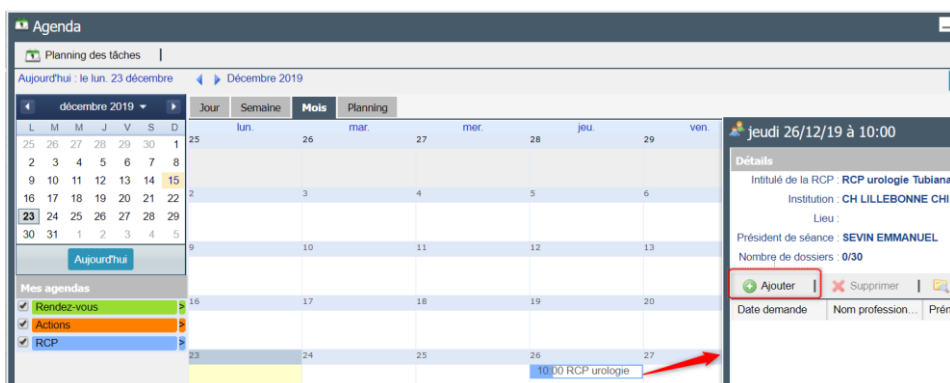 Agenda
Planning des tâches
Aujourd'hui : le lun. 23 décembre
Décembre 2019
décembre 2019
Jour Semaine Mois Planning
L M M J V S D
25 26 27 28 29 30 1
2 3 4 5 6 7 8
9 10 11 12 13 14 15
16 17 18 19 20 21 22
23 24 25 26 27 28 29
30 31 1 2 3 4 5
Aujourd'hui
Mes agendas
Rendez-vous >
Actions >
RCP >
lun. mar. mer. jeu. ven.
25 26 27 28 29
2 3 4 5 6
9 10 11 12 13
16 17 18 19 20
23 24 25 26 27
10:00 RCP urologie
jeudi 26/12/19 à 10:00
Détails
Intitulé de la RCP : RCP urologie Tubiana
Institution : CH LILLEBONNE CHI
Lieu :
Président de séance : SEVIN EMMANUEL
Nombre de dossiers : 0/30
Ajouter Supprimer
Date demande Nom profession... Prén